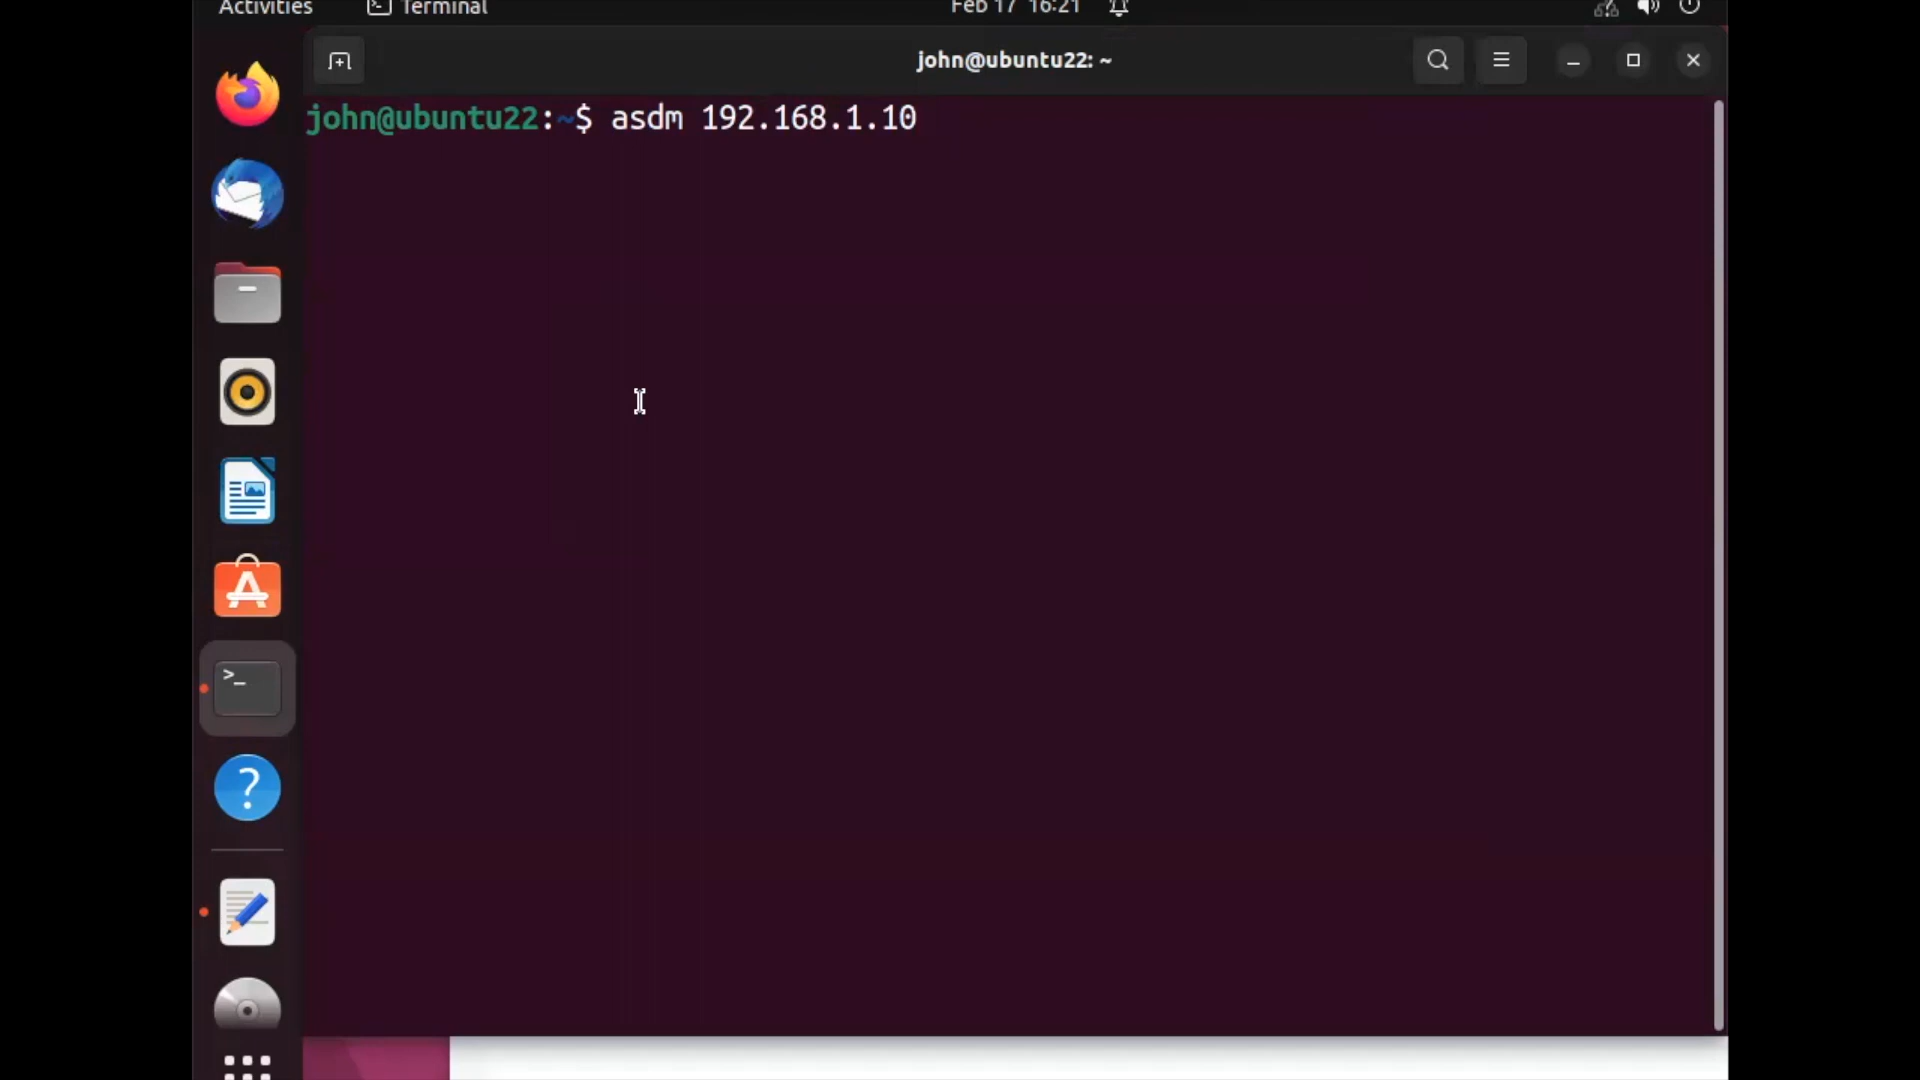 Activities Terminal Feb 17 16:21
john@ubuntu22: ~
john@ubuntu22:~$ asdm 192.168.1.10